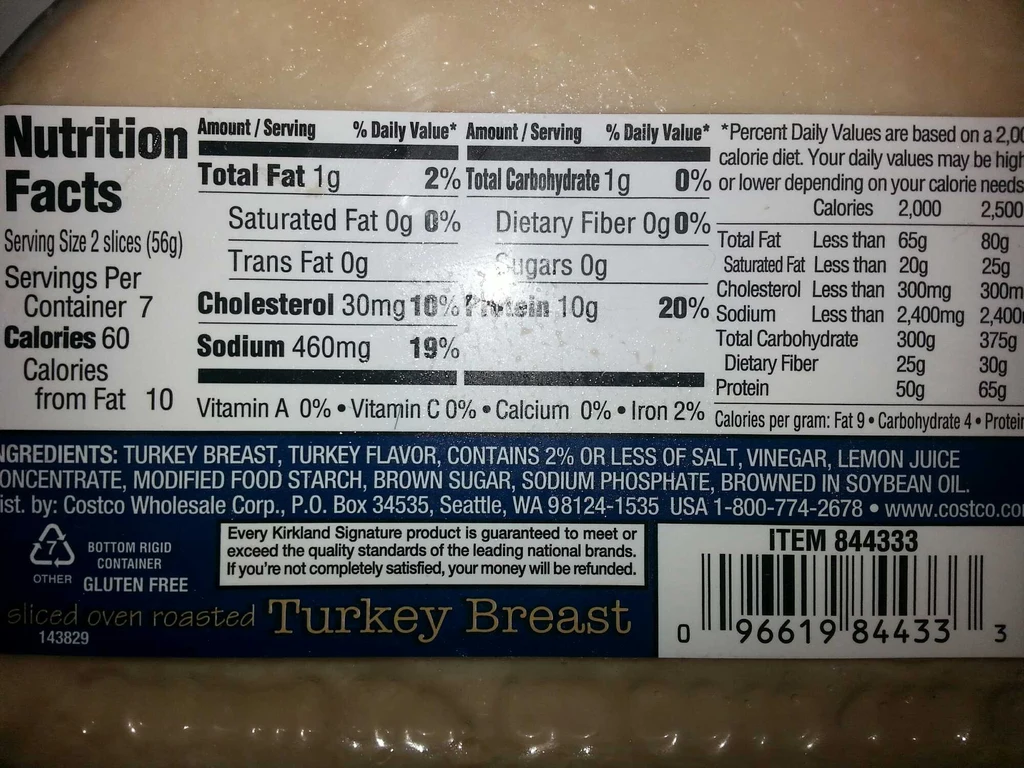 Nutrition
Facts
Serving Size 2 slices (56g)
Servings Per
Container 7
Calories 60
Calories
from Fat 10
Amount / Serving % Daily Value*
Total Fat 1g 2%
Saturated Fat 0g 0%
Trans Fat 0g
Cholesterol 30mg 10%
Sodium 460mg 19%
Amount / Serving % Daily Value*
Total Carbohydrate 1g 0%
Dietary Fiber 0g 0%
Sugars 0g
Protein 10g 20%
Vitamin A 0% • Vitamin C 0% • Calcium 0% • Iron 2%
*Percent Daily Values are based on a 2,00
calorie diet. Your daily values may be high
or lower depending on your calorie needs
Calories 2,000 2,500
Total Fat Less than 65g 80g
Saturated Fat Less than 20g 25g
Cholesterol Less than 300mg 300m
Sodium Less than 2,400mg 2,400
Total Carbohydrate 300g 375g
Dietary Fiber 25g 30g
Protein 50g 65g
Calories per gram: Fat 9 • Carbohydrate 4 • Protein
NGREDIENTS: TURKEY BREAST, TURKEY FLAVOR, CONTAINS 2% OR LESS OF SALT, VINEGAR, LEMON JUICE
ONCENTRATE, MODIFIED FOOD STARCH, BROWN SUGAR, SODIUM PHOSPHATE, BROWNED IN SOYBEAN OIL.
ist. by: Costco Wholesale Corp., P.O. Box 34535, Seattle, WA 98124-1535 USA 1-800-774-2678 • www.costco.co
7
OTHER
BOTTOM RIGID
CONTAINER
GLUTEN FREE
Every Kirkland Signature product is guaranteed to meet or
exceed the quality standards of the leading national brands.
If you're not completely satisfied, your money will be refunded.
sliced oven roasted Turkey Breast
143829
ITEM 844333
0 96619 84433 3